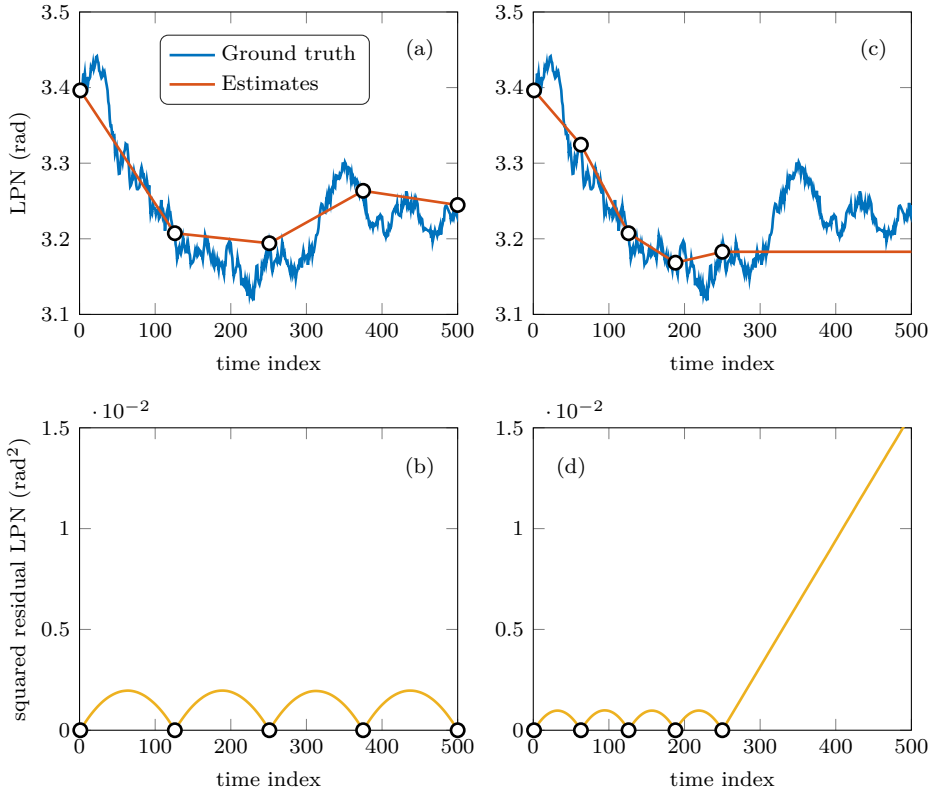 3.5
3.4
3.3
3.2
3.1
LPN (rad)
Ground truth
Estimates
(a)
0 100 200 300 400 500
time index
3.5
3.4
3.3
3.2
3.1
(c)
0 100 200 300 400 500
time index
· 10−2
1.5
1
0.5
0
squared residual LPN (rad²)
(b)
0 100 200 300 400 500
time index
· 10−2
1.5
1
0.5
0
(d)
0 100 200 300 400 500
time index